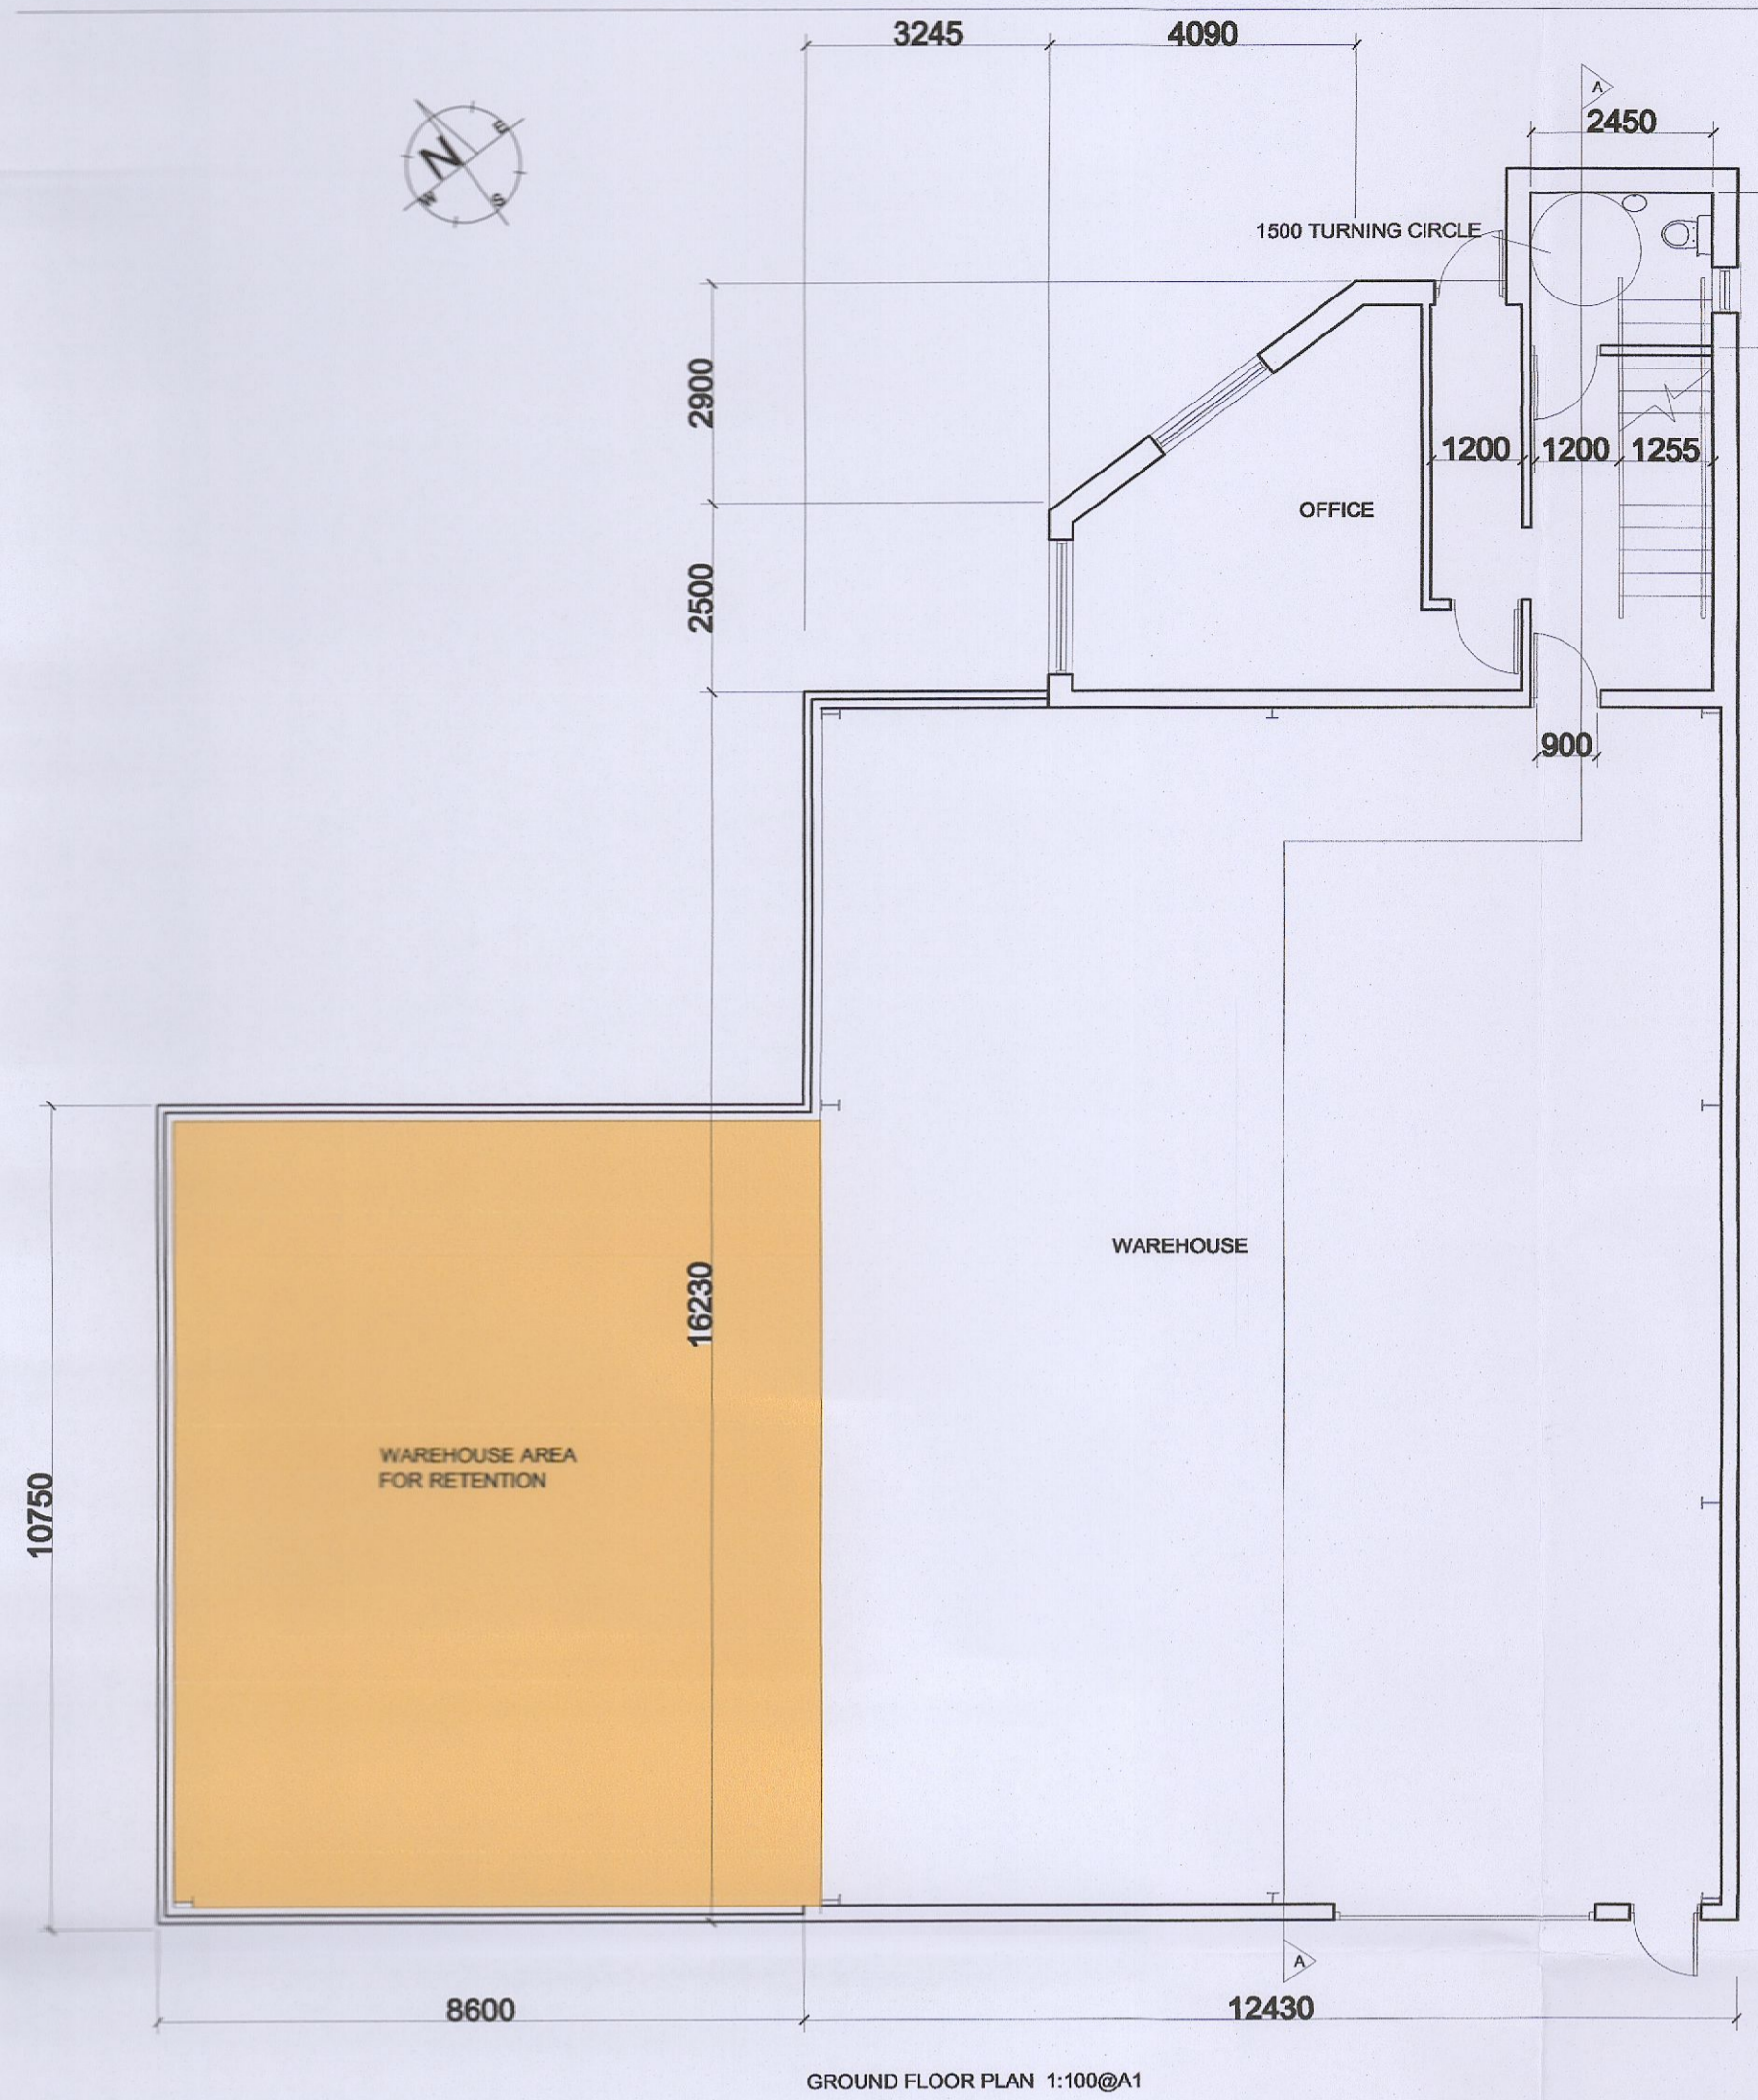 3245
4090
A
2450
E
N
W
S
1500 TURNING CIRCLE
2900
1200
1200
1255
OFFICE
2500
900
WAREHOUSE
16230
WAREHOUSE AREA
FOR RETENTION
10750
A
8600
12430
GROUND FLOOR PLAN 1:100@A1